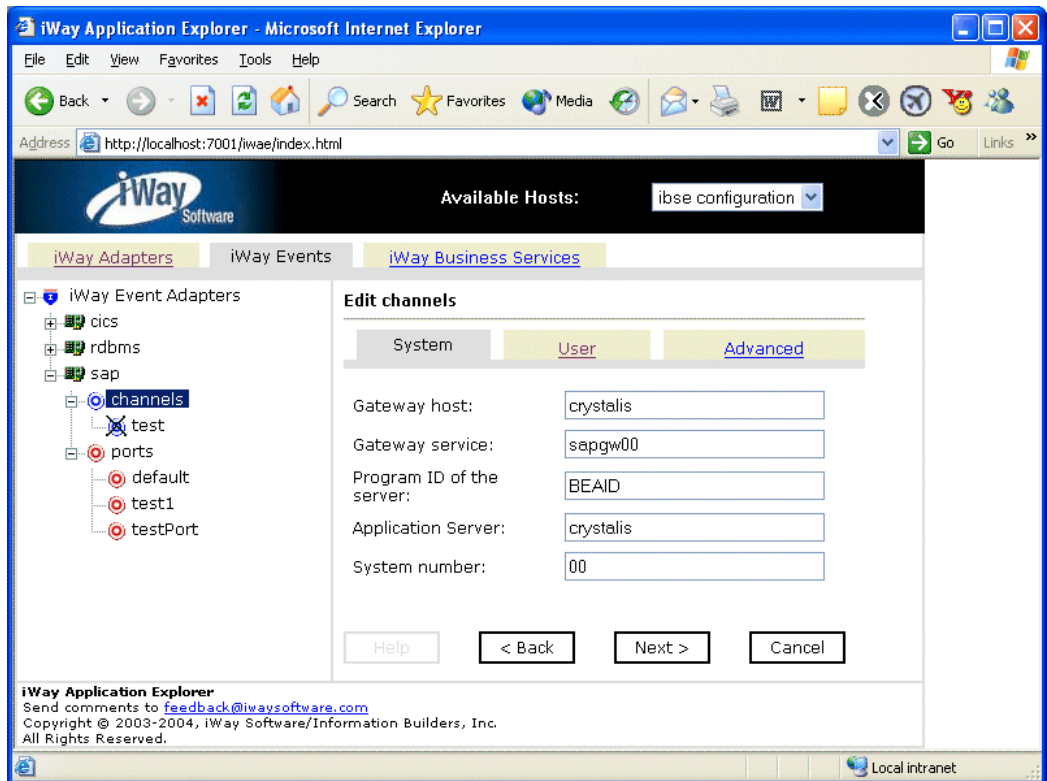 iWay Application Explorer - Microsoft Internet Explorer
File Edit View Favorites Tools Help
Back Search Favorites Media W
Address http://localhost:7001/iwae/index.html Go Links »
iWay
Software
Available Hosts: ibse configuration
iWay Adapters iWay Events iWay Business Services
iWay Event Adapters
cics
rdbms
sap
channels
test
ports
default
test1
testPort
Edit channels
System User Advanced
Gateway host: crystalis
Gateway service: sapgw00
Program ID of the
server: BEAID
Application Server: crystalis
System number: 00
Help < Back Next > Cancel
iWay Application Explorer
Send comments to feedback@iwaysoftware.com
Copyright © 2003-2004, iWay Software/Information Builders, Inc.
All Rights Reserved.
Local intranet